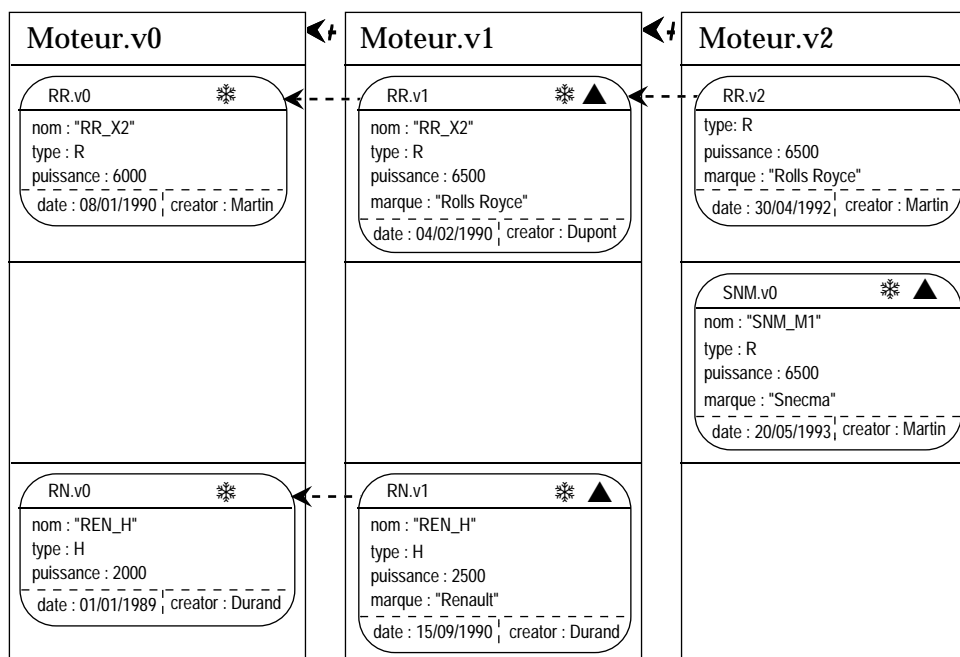 Moteur.v0
Moteur.v1
Moteur.v2
RR.v0
nom : "RR_X2"
type : R
puissance : 6000
date : 08/01/1990
creator : Martin
RR.v1
nom : "RR_X2"
type : R
puissance : 6500
marque : "Rolls Royce"
date : 04/02/1990
creator : Dupont
RR.v2
type: R
puissance : 6500
marque : "Rolls Royce"
date : 30/04/1992
creator : Martin
SNM.v0
nom : "SNM_M1"
type : R
puissance : 6500
marque : "Snecma"
date : 20/05/1993
creator : Martin
RN.v0
nom : "REN_H"
type : H
puissance : 2000
date : 01/01/1989
creator : Durand
RN.v1
nom : "REN_H"
type : H
puissance : 2500
marque : "Renault"
date : 15/09/1990
creator : Durand